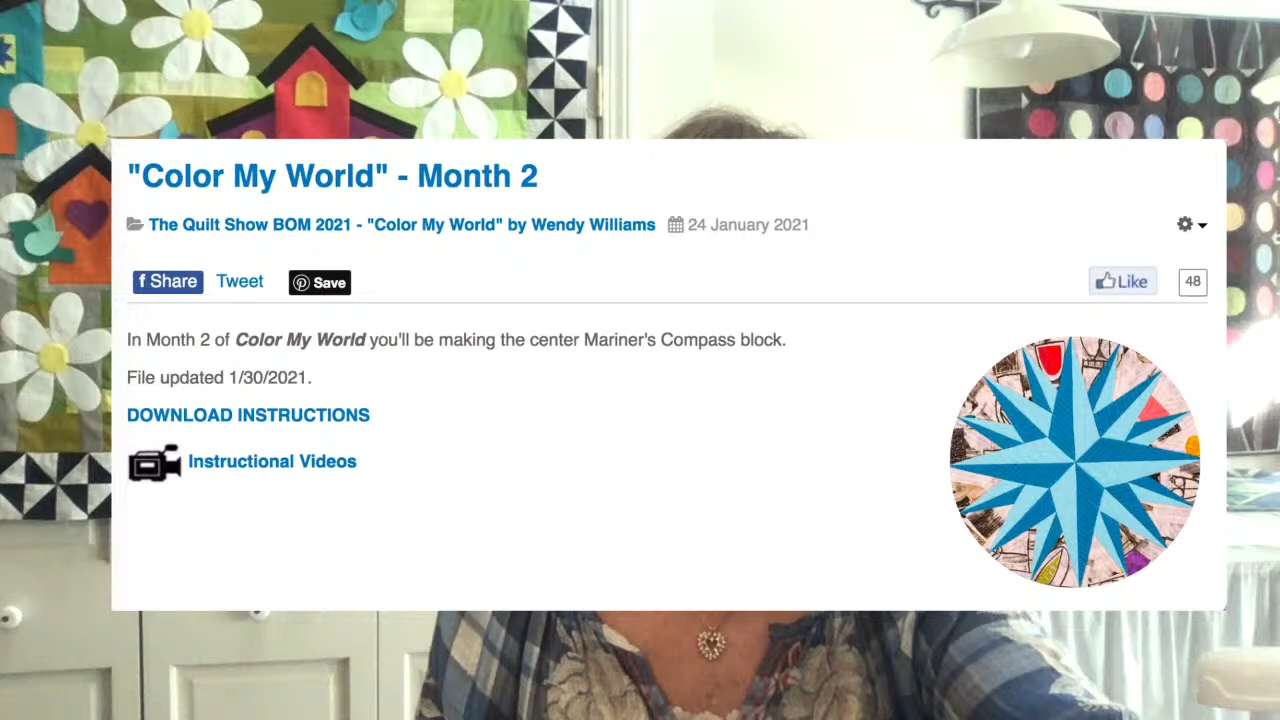 "Color My World" - Month 2
The Quilt Show BOM 2021 - "Color My World" by Wendy Williams 24 January 2021
f Share Tweet Save Like 48
In Month 2 of Color My World you'll be making the center Mariner's Compass block.
File updated 1/30/2021.
DOWNLOAD INSTRUCTIONS
Instructional Videos